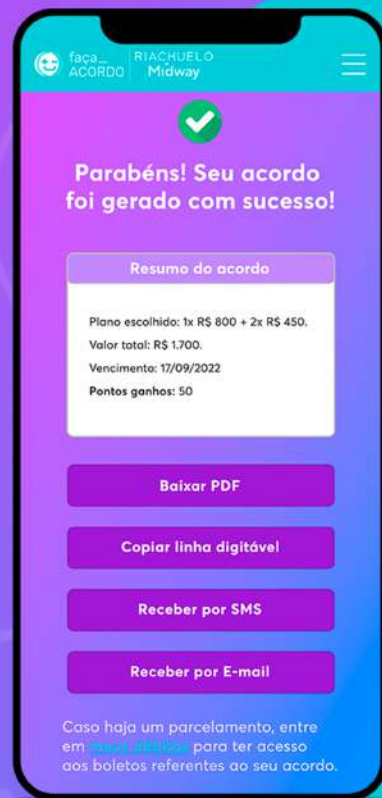 faça_
ACORDO
RIACHUELO
Midway
Parabéns! Seu acordo
foi gerado com sucesso!
Resumo do acordo
Plano escolhido: 1x R$ 800 + 2x R$ 450.
Valor total: R$ 1.700.
Vencimento: 17/09/2022
Pontos ganhos: 50
Baixar PDF
Copiar linha digitável
Receber por SMS
Receber por E-mail
Caso haja um parcelamento, entre
em meus débitos para ter acesso
aos boletos referentes ao seu acordo.